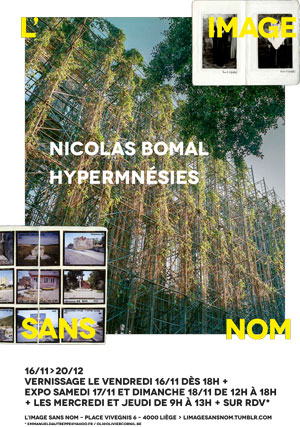 L' IMAGE
NICOLAS BOMAL
HYPERMNÉSIES
SANS NOM
16/11>20/12
VERNISSAGE LE VENDREDI 16/11 DÈS 18H +
EXPO SAMEDI 17/11 ET DIMANCHE 18/11 DE 12H À 18H
+ LES MERCREDI ET JEUDI DE 9H À 13H + SUR RDV*
L'IMAGE SANS NOM – PLACE VIVEGNIS 6 – 4000 LIÈGE > LIMAGESANSNOM.TUMBLR.COM